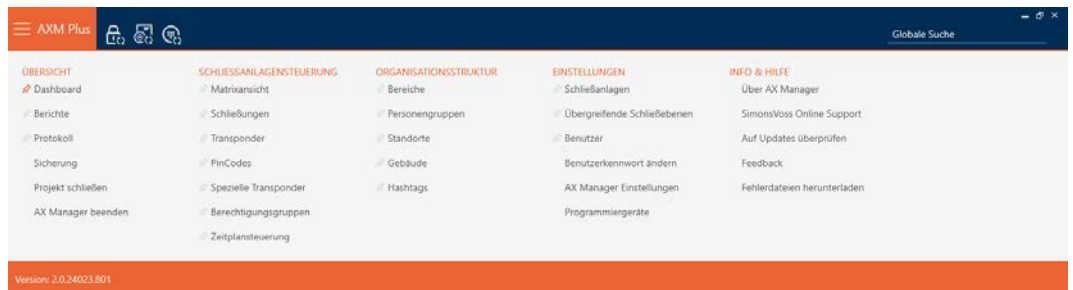 AXM Plus
Globale Suche
ÜBERSICHT
Dashboard
Berichte
Protokoll
Sicherung
Projekt schließen
AX Manager beenden
SCHLIESSANLAGENSTEUERUNG
Matrixansicht
Schließungen
Transponder
PinCodes
Spezielle Transponder
Berechtigungsgruppen
Zeitplansteuerung
ORGANISATIONSSTRUKTUR
Bereiche
Personengruppen
Standorte
Gebäude
Hashtags
EINSTELLUNGEN
Schließanlagen
Übergreifende Schließebenen
Benutzer
Benutzerkennwort ändern
AX Manager Einstellungen
Programmiergeräte
INFO & HILFE
Über AX Manager
SimonsVoss Online Support
Auf Updates überprüfen
Feedback
Fehlerdateien herunterladen
Version: 2.0.24023.801